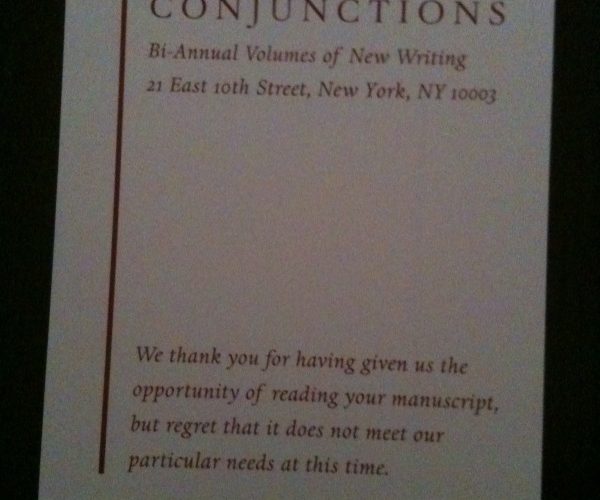 CONJUNCTIONS
Bi-Annual Volumes of New Writing
21 East 10th Street, New York, NY 10003
We thank you for having given us the
opportunity of reading your manuscript,
but regret that it does not meet our
particular needs at this time.